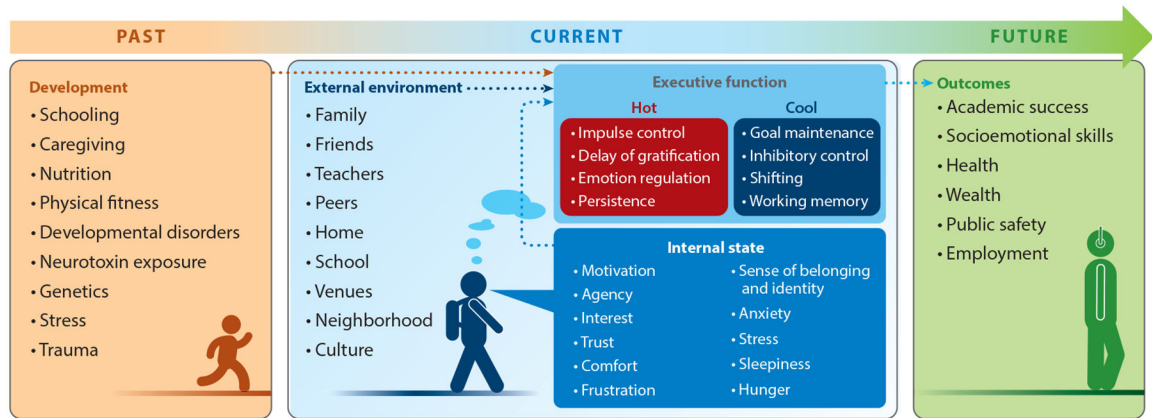 PAST
CURRENT
FUTURE
Development
• Schooling
• Caregiving
• Nutrition
• Physical fitness
• Developmental disorders
• Neurotoxin exposure
• Genetics
• Stress
• Trauma
External environment
• Family
• Friends
• Teachers
• Peers
• Home
• School
• Venues
• Neighborhood
• Culture
Executive function
Hot
• Impulse control
• Delay of gratification
• Emotion regulation
• Persistence
Cool
• Goal maintenance
• Inhibitory control
• Shifting
• Working memory
Internal state
• Motivation
• Agency
• Interest
• Trust
• Comfort
• Frustration
• Sense of belonging
and identity
• Anxiety
• Stress
• Sleepiness
• Hunger
Outcomes
• Academic success
• Socioemotional skills
• Health
• Wealth
• Public safety
• Employment